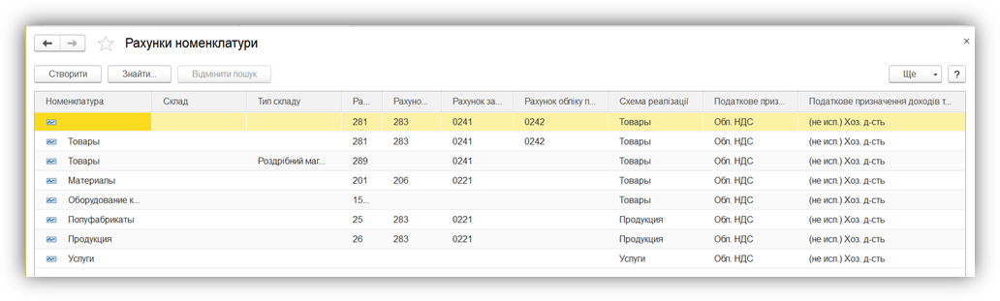 Рахунки номенклатури
×
Створити Знайти... Відмінити пошук Ще ?
Номенклатура Склад Тип складу Ра... Рахуно... Рахунок за... Рахунок обліку п... Схема реалізації Податкове приз... Податкове призначення доходів т...
281 283 0241 0242 Товары Обл. НДС (не исп.) Хоз. д-сть
Товары 281 283 0241 0242 Товары Обл. НДС (не исп.) Хоз. д-сть
Товары Роздрібний маг... 289 0241 Товары Обл. НДС (не исп.) Хоз. д-сть
Материалы 201 206 0221 Товары Обл. НДС (не исп.) Хоз. д-сть
Оборудование к... 15... Товары Обл. НДС (не исп.) Хоз. д-сть
Полуфабрикаты 25 283 0221 Продукция Обл. НДС (не исп.) Хоз. д-сть
Продукция 26 283 0221 Продукция Обл. НДС (не исп.) Хоз. д-сть
Услуги Услуги Обл. НДС (не исп.) Хоз. д-сть